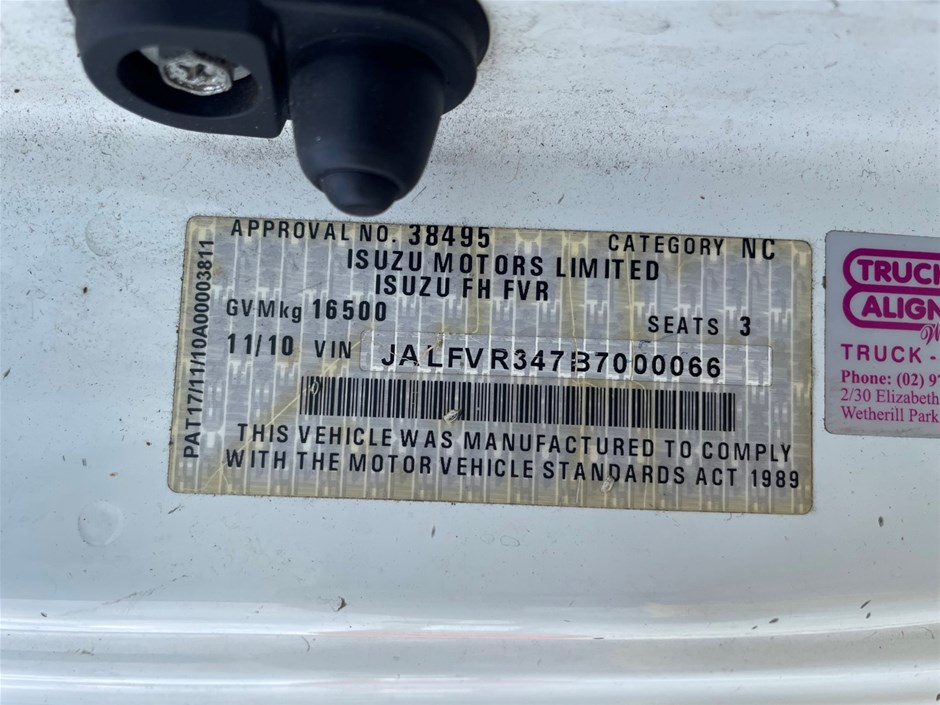 APPROVAL NO. 38495 CATEGORY NC
ISUZU MOTORS LIMITED
ISUZU FH FVR
GVMkg 16500 SEATS 3
11/10 VIN JALFVR347B7000066
THIS VEHICLE WAS MANUFACTURED TO COMPLY
WITH THE MOTOR VEHICLE STANDARDS ACT 1989
PAT17/11/10A00003811
TRUCK
ALIGN
TRUCK -
Phone: (02) 97
2/30 Elizabeth
Wetherill Park